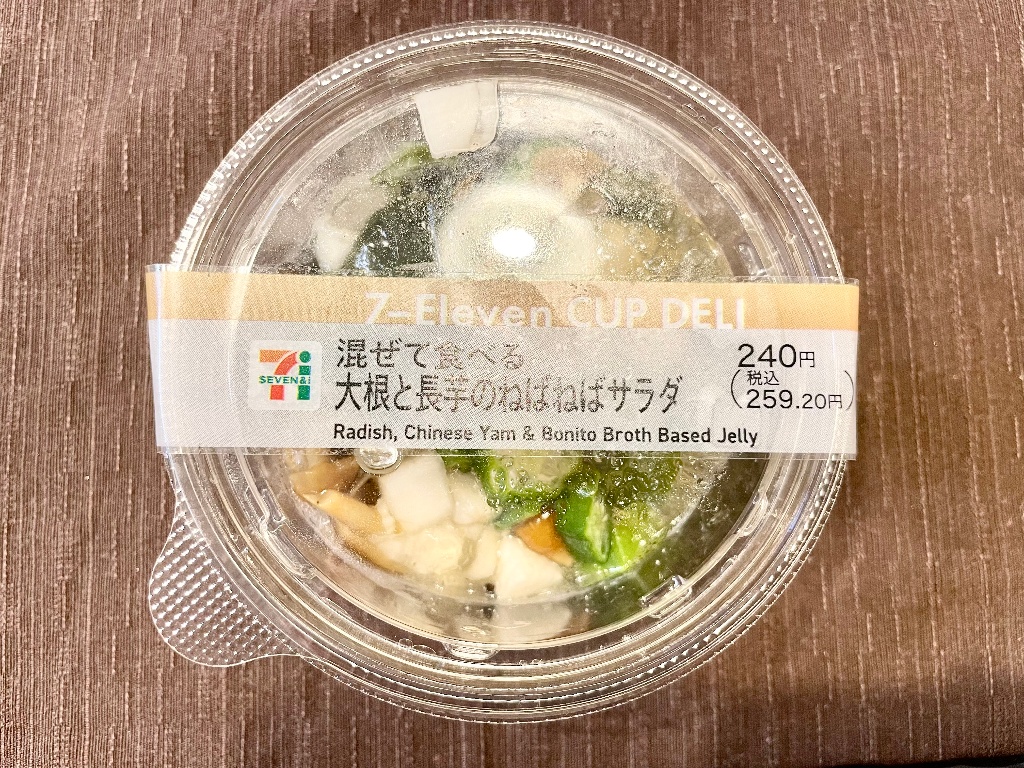 7-Eleven CUP DELI
SEVEN&i
混ぜて食べる
大根と長芋のねばねばサラダ
Radish, Chinese Yam & Bonito Broth Based Jelly
240円
(税込
259.20円)